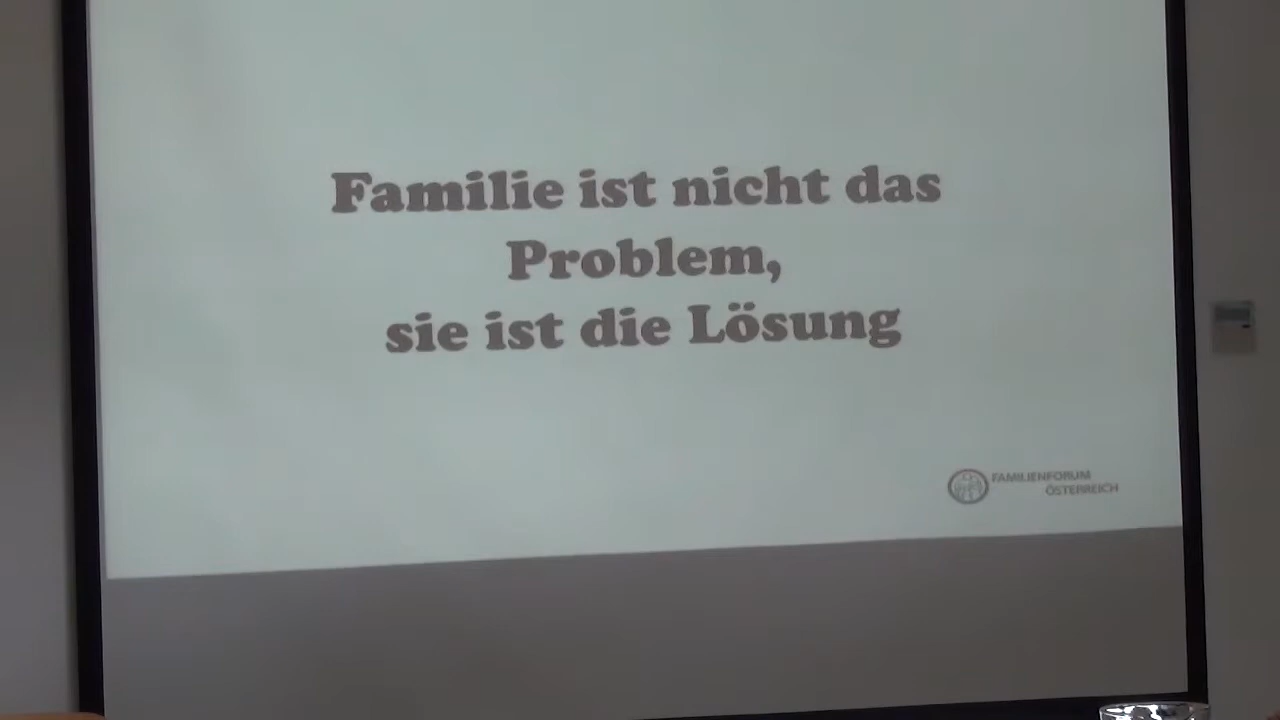 Familie ist nicht das
Problem,
sie ist die Lösung
FAMILIENFORUM
ÖSTERREICH